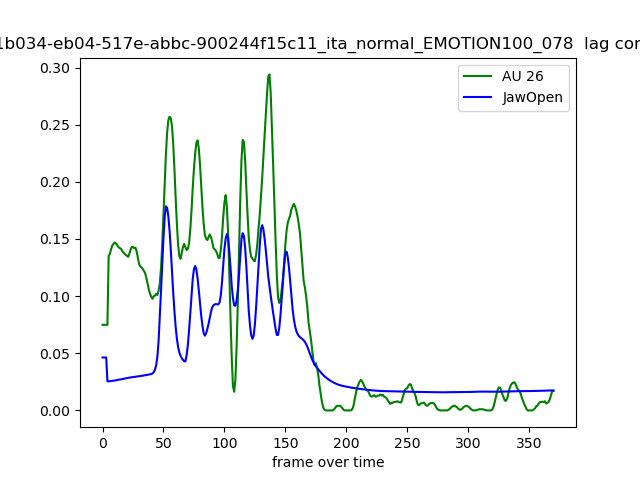 1b034-eb04-517e-abbc-900244f15c11_ita_normal_EMOTION100_078 lag cor
AU 26
JawOpen
0.30
0.25
0.20
0.15
0.10
0.05
0.00
0 50 100 150 200 250 300 350
frame over time